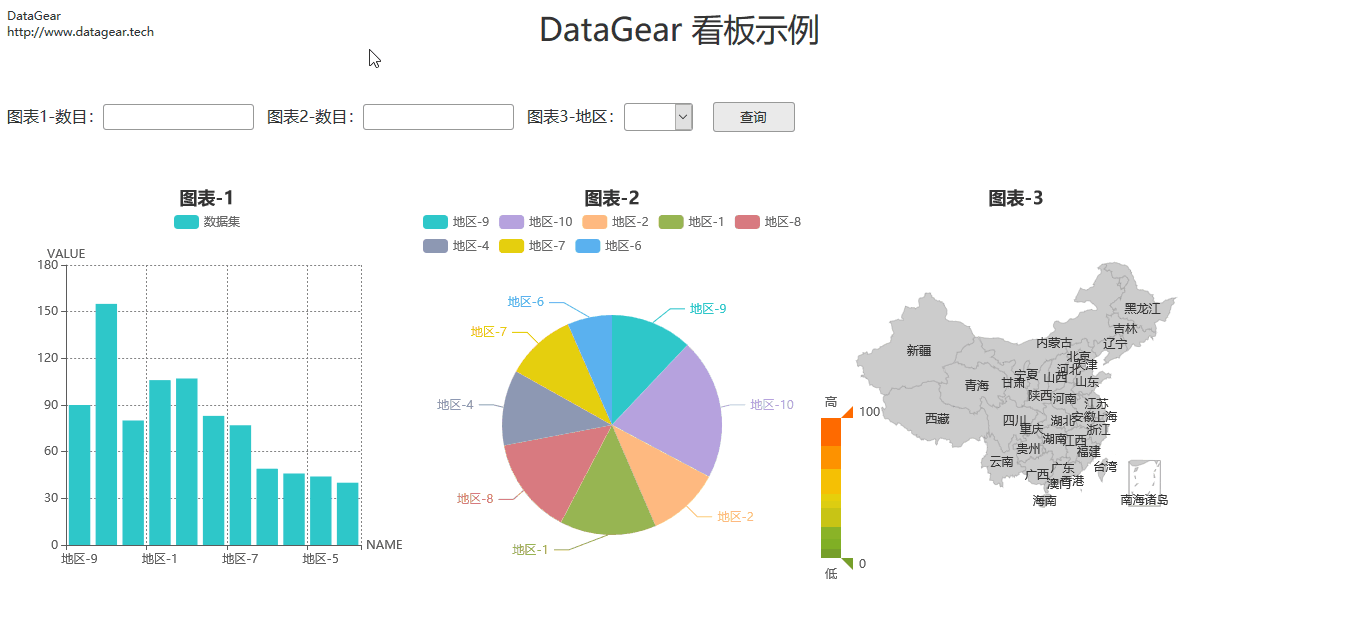 DataGear
http://www.datagear.tech
DataGear 看板示例
图表1-数目： 图表2-数目： 图表3-地区： 查询
图表-1
数据集
VALUE
180
150
120
90
60
30
0
地区-9 地区-1 地区-7 地区-5
NAME
图表-2
地区-9 地区-10 地区-2 地区-1 地区-8
地区-4 地区-7 地区-6
地区-6
地区-9
地区-7
地区-4
地区-10
地区-8
地区-2
地区-1
图表-3
黑龙江
吉林
内蒙古 辽宁
新疆
北京
天津
河北
宁夏
山西
青海
甘肃
山东
陕西
河南
江苏
西藏
四川
湖北
安徽
上海
重庆
浙江
湖南
江西
贵州
福建
云南
台湾
广西
广东
澳门
香港
海南
南海诸岛
高
100
0
低